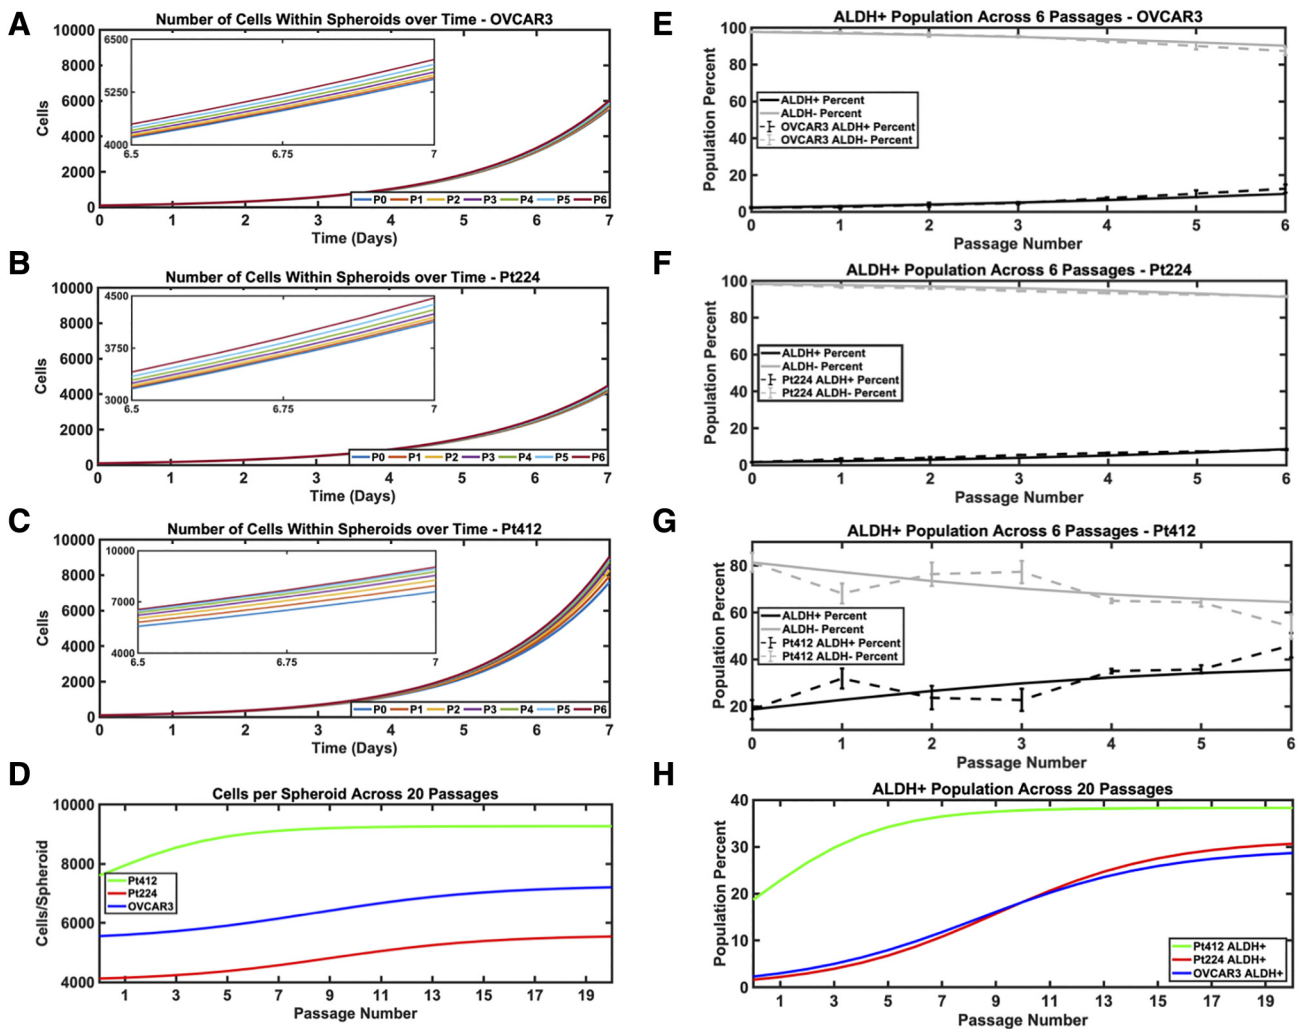 A
Number of Cells Within Spheroids over Time - OVCAR3
10000
8000
6000
4000
2000
0
Cells
6500
5250
4000
6.5
6.75
7
P0 P1 P2 P3 P4 P5 P6
0 1 2 3 4 5 6 7
Time (Days)
B
Number of Cells Within Spheroids over Time - Pt224
10000
8000
6000
4000
2000
0
Cells
4500
3750
3000
6.5
6.75
7
P0 P1 P2 P3 P4 P5 P6
0 1 2 3 4 5 6 7
Time (Days)
C
Number of Cells Within Spheroids over Time - Pt412
10000
8000
6000
4000
2000
0
Cells
10000
7000
4000
6.5
6.75
7
P0 P1 P2 P3 P4 P5 P6
0 1 2 3 4 5 6 7
Time (Days)
D
Cells per Spheroid Across 20 Passages
10000
8000
6000
4000
Cells/Spheroid
Pt412
Pt224
OVCAR3
1 3 5 7 9 11 13 15 17 19
Passage Number
E
ALDH+ Population Across 6 Passages - OVCAR3
100
80
60
40
20
0
Population Percent
ALDH+ Percent
ALDH- Percent
OVCAR3 ALDH+ Percent
OVCAR3 ALDH- Percent
0 1 2 3 4 5 6
Passage Number
F
ALDH+ Population Across 6 Passages - Pt224
100
80
60
40
20
0
Population Percent
ALDH+ Percent
ALDH- Percent
Pt224 ALDH+ Percent
Pt224 ALDH- Percent
0 1 2 3 4 5 6
Passage Number
G
ALDH+ Population Across 6 Passages - Pt412
80
60
40
20
Population Percent
ALDH+ Percent
ALDH- Percent
Pt412 ALDH+ Percent
Pt412 ALDH- Percent
0 1 2 3 4 5 6
Passage Number
H
ALDH+ Population Across 20 Passages
40
30
20
10
0
Population Percent
Pt412 ALDH+
Pt224 ALDH+
OVCAR3 ALDH+
1 3 5 7 9 11 13 15 17 19
Passage Number